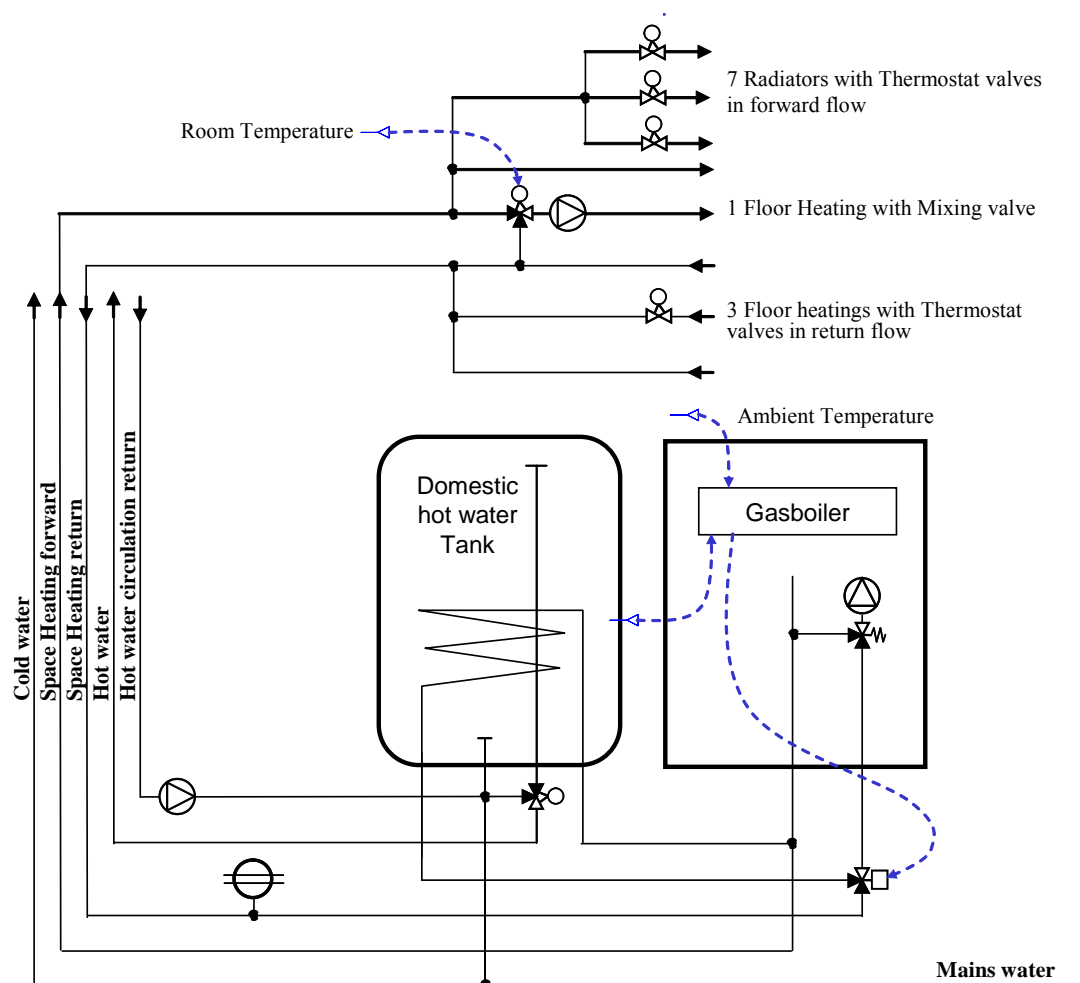 7 Radiators with Thermostat valves
in forward flow
Room Temperature
1 Floor Heating with Mixing valve
3 Floor heatings with Thermostat
valves in return flow
Ambient Temperature
Domestic
hot water
Tank
Gasboiler
Cold water
Space Heating forward
Space Heating return
Hot water
Hot water circulation return
Mains water